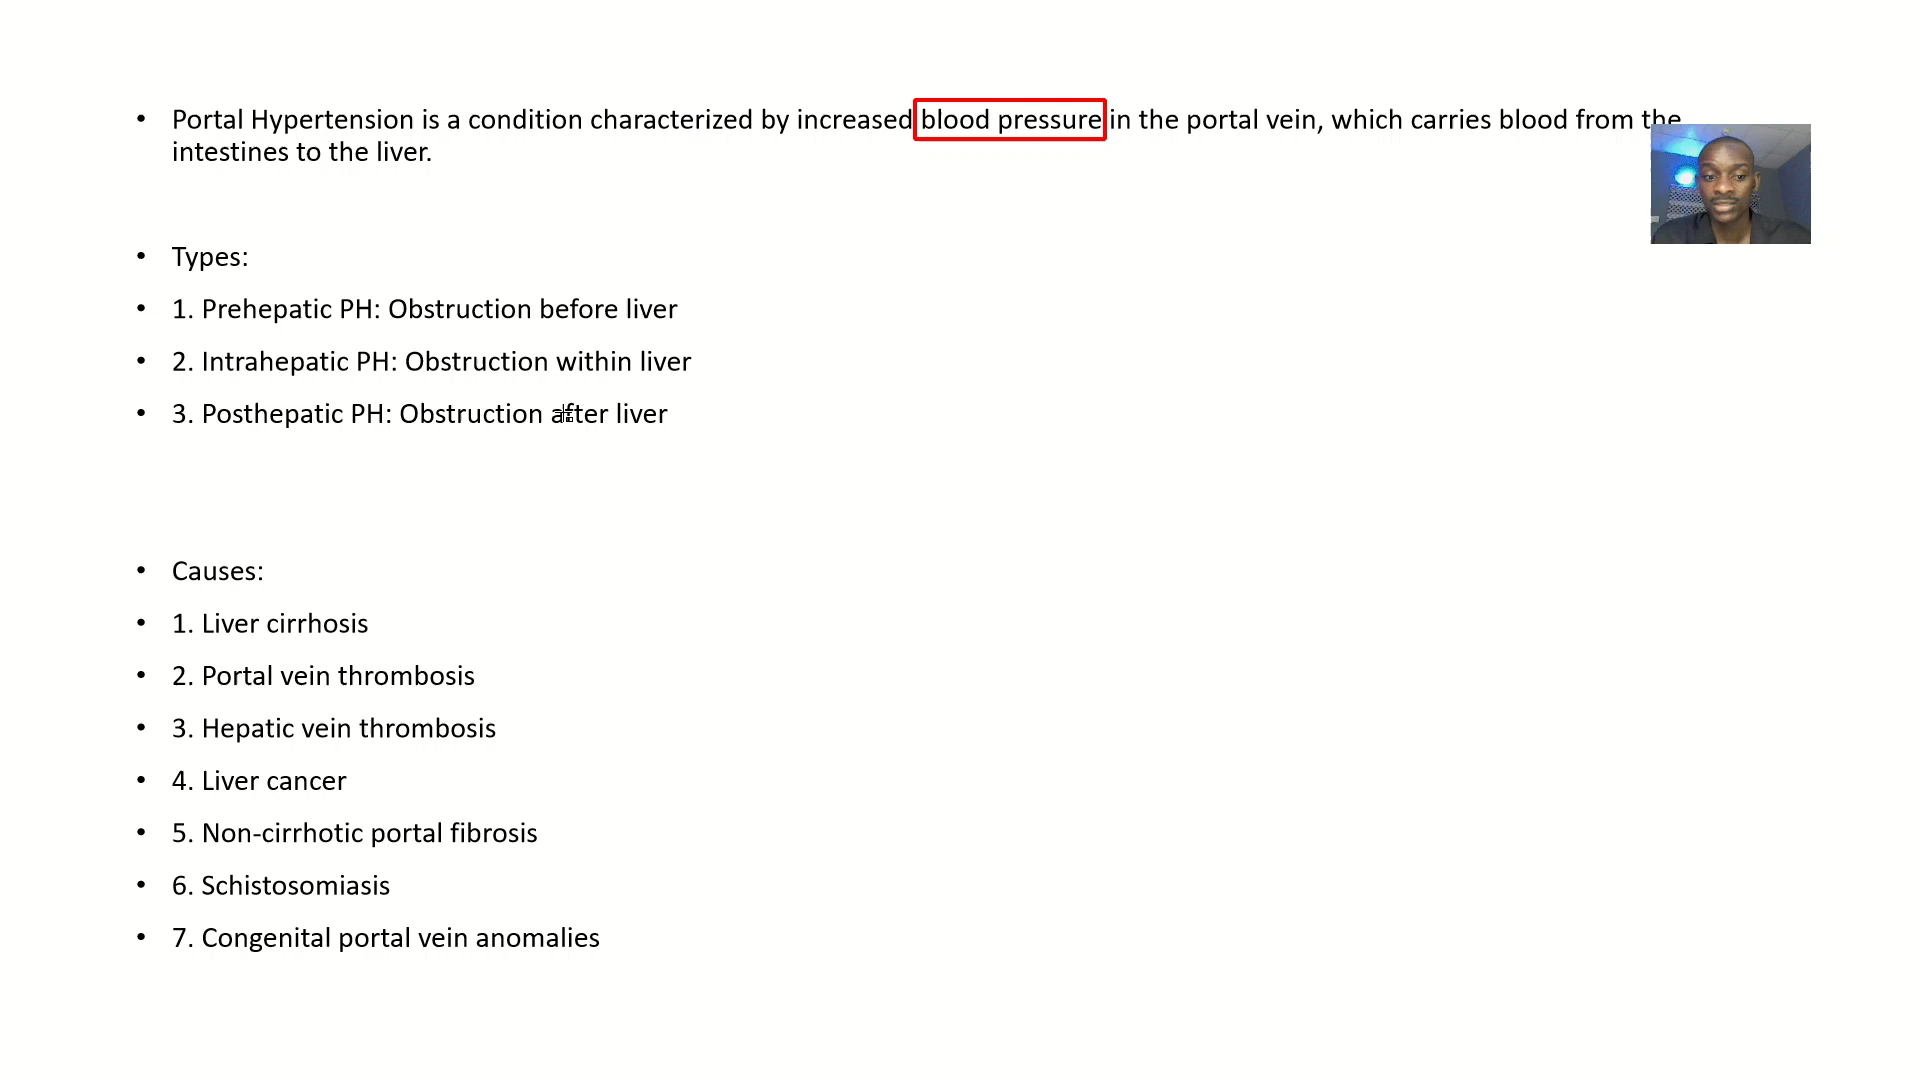 • Portal Hypertension is a condition characterized by increased blood pressure in the portal vein, which carries blood from the
intestines to the liver.
• Types:
• 1. Prehepatic PH: Obstruction before liver
• 2. Intrahepatic PH: Obstruction within liver
• 3. Posthepatic PH: Obstruction after liver
• Causes:
• 1. Liver cirrhosis
• 2. Portal vein thrombosis
• 3. Hepatic vein thrombosis
• 4. Liver cancer
• 5. Non-cirrhotic portal fibrosis
• 6. Schistosomiasis
• 7. Congenital portal vein anomalies